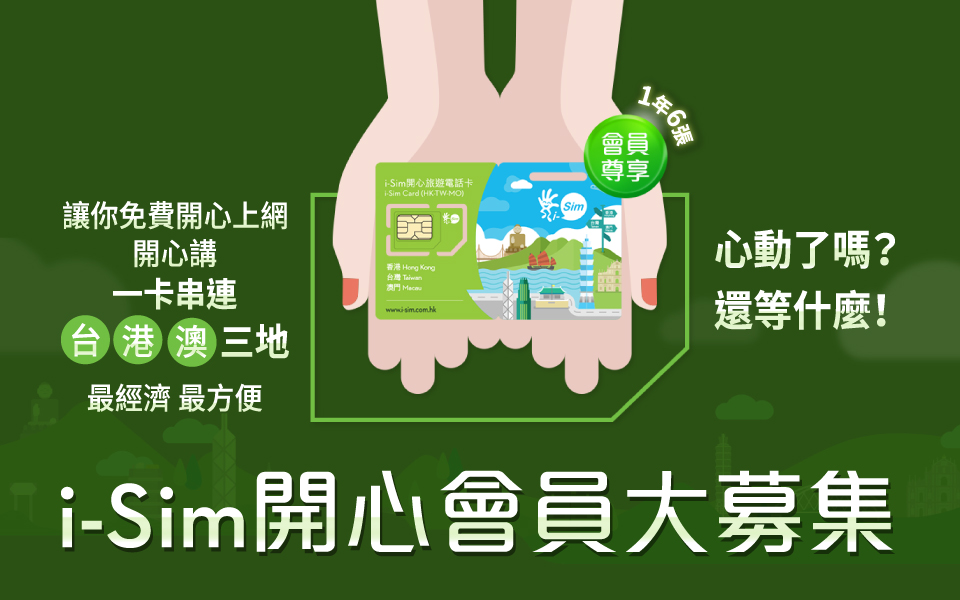 1年6張
會員
尊享
i-Sim開心旅遊電話卡
i-Sim Card (HK-TW-MO)
i-Sim
Sim
香港 Hong Kong
台灣 Taiwan
澳門 Macau
www.i-sim.com.hk
讓你免費開心上網
開心講
一卡串連
台港澳三地
最經濟 最方便
心動了嗎?
還等什麼!
i-Sim開心會員大募集